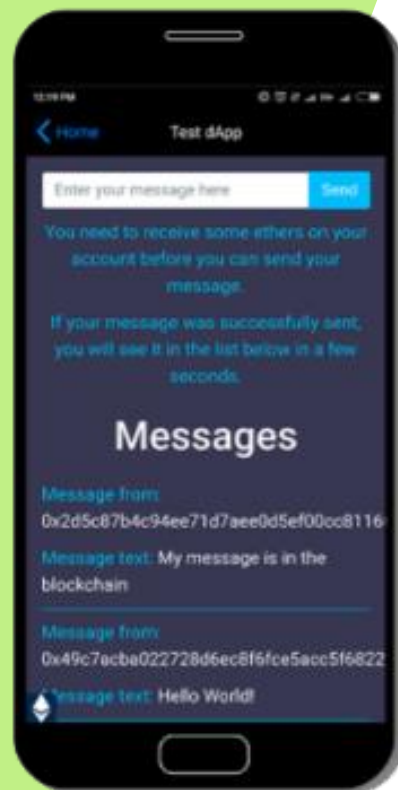 12:19 PM
Home
Test dApp
Enter your message here
Send
You need to receive some ethers on your
account before you can send your
message.
If your message was successfully sent,
you will see it in the list below in a few
seconds.
Messages
Message from:
0x2d5c87b4c94ee71d7aee0d5ef00cc8116
Message text: My message is in the
blockchain
Message from:
0x49c7acba022728d6ec8f6fce5acc5f6822
Message text: Hello World!